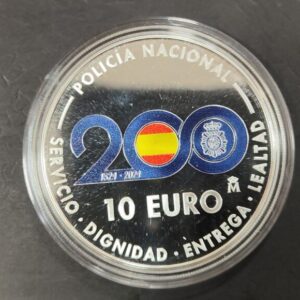 POLICÍA NACIONAL
200
1824 · 2024
10 EURO
SERVICIO · DIGNIDAD · ENTREGA · LEALTAD